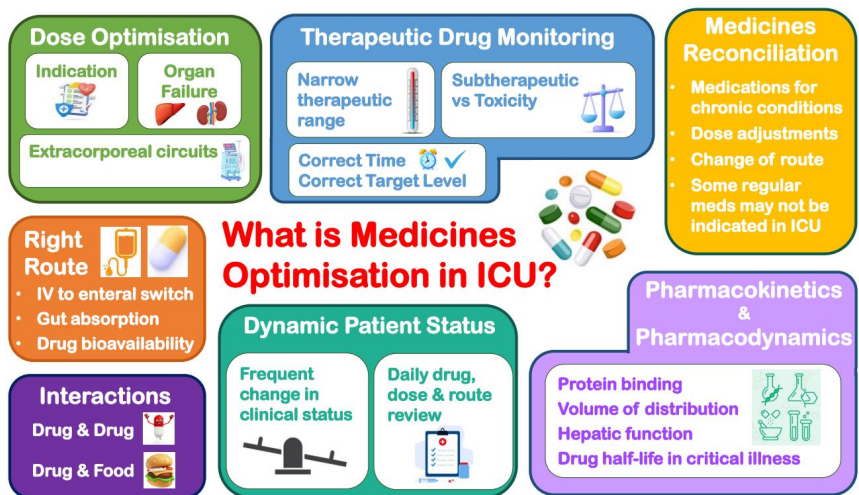 Dose Optimisation
Indication
Organ
Failure
Extracorporeal circuits
Therapeutic Drug Monitoring
Narrow
therapeutic
range
Subtherapeutic
vs Toxicity
Correct Time
Correct Target Level
Medicines
Reconciliation
• Medications for
chronic conditions
• Dose adjustments
• Change of route
• Some regular
meds may not be
indicated in ICU
Right
Route
• IV to enteral switch
• Gut absorption
• Drug bioavailability
What is Medicines
Optimisation in ICU?
Interactions
Drug & Drug
Drug & Food
Dynamic Patient Status
Frequent
change in
clinical status
Daily drug,
dose & route
review
Pharmacokinetics
&
Pharmacodynamics
Protein binding
Volume of distribution
Hepatic function
Drug half-life in critical illness